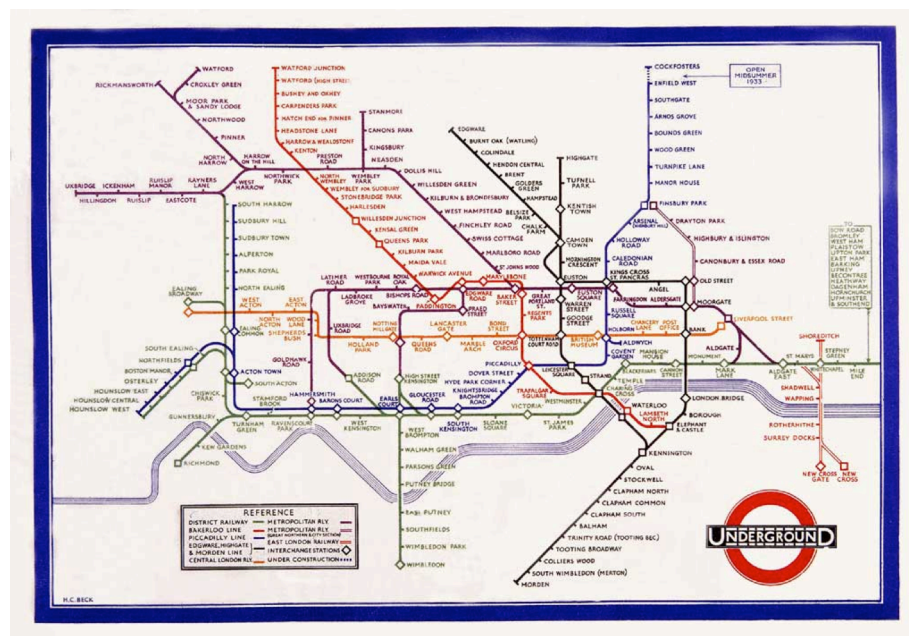 WATFORD
CROXLEY GREEN
RICKMANSWORTH
MOOR PARK
& SANDY LODGE
NORTHWOOD
PINNER
NORTH
HARROW
HARROW
ON THE HILL
NORTHWICK
PARK
PRESTON
ROAD
WEMBLEY
PARK
NEASDEN
KINGSBURY
CANONS PARK
STANMORE
UXBRIDGE
ICKENHAM
RUISLIP
MANOR
RAYNERS
LANE
WEST
HARROW
HILLINGDON
RUISLIP
EASTCOTE
WATFORD JUNCTION
WATFORD (HIGH STREET)
BUSHEY AND OXHEY
CARPENDERS PARK
HATCH END FOR PINNER
HEADSTONE LANE
HARROW & WEALDSTONE
KENTON
NORTH
WEMBLEY
WEMBLEY FOR SUDBURY
STONEBRIDGE PARK
HARLESDEN
WILLESDEN JUNCTION
KENSAL GREEN
QUEENS PARK
KILBURN PARK
MAIDA VALE
WARWICK AVENUE
DOLLIS HILL
WILLESDEN GREEN
KILBURN & BRONDESBURY
WEST HAMPSTEAD
FINCHLEY ROAD
SWISS COTTAGE
MARLBORO ROAD
ST JOHNS WOOD
EDGWARE
BURNT OAK (WATLING)
COLINDALE
HENDON CENTRAL
BRENT
GOLDERS
GREEN
HAMPSTEAD
BELSIZE
PARK
CHALK
FARM
HIGHGATE
TUFNELL
PARK
KENTISH
TOWN
CAMDEN
TOWN
MORNINGTON
CRESCENT
EUSTON
COCKFOSTERS
OPEN
MIDSUMMER
1933
ENFIELD WEST
SOUTHGATE
ARNOS GROVE
BOUNDS GREEN
WOOD GREEN
TURNPIKE LANE
MANOR HOUSE
FINSBURY PARK
ARSENAL
(HIGHBURY HILL)
HOLLOWAY
ROAD
CALEDONIAN
ROAD
KINGS CROSS
ST. PANCRAS
DRAYTON PARK
HIGHBURY & ISLINGTON
CANONBURY & ESSEX ROAD
OLD STREET
ANGEL
MOORGATE
TO
BOW ROAD
BROMLEY
WEST HAM
PLAISTOW
UPTON PARK
EAST HAM
BARKING
UPNEY
BECONTREE
HEATHWAY
DAGENHAM
HORNCHURCH
UPMINSTER
& SOUTHEND
SOUTH HARROW
SUDBURY HILL
SUDBURY TOWN
ALPERTON
PARK ROYAL
NORTH EALING
EALING
BROADWAY
WEST
ACTON
EAST
ACTON
NORTH
ACTON
WOOD
LANE
SHEPHERDS
BUSH
EALING
COMMON
SOUTH EALING
NORTHFIELDS
BOSTON MANOR
OSTERLEY
HOUNSLOW EAST
HOUNSLOW CENTRAL
HOUNSLOW WEST
ACTON TOWN
SOUTH ACTON
CHISWICK
PARK
GUNNERSBURY
KEW GARDENS
RICHMOND
STAMFORD
BROOK
TURNHAM
GREEN
RAVENSCOURT
PARK
HAMMERSMITH
BARONS COURT
WEST
KENSINGTON
GOLDHAWK
ROAD
LATIMER
ROAD
LADBROKE
GROVE
WESTBOURNE PARK
ROYAL
OAK
BISHOPS ROAD
BAYSWATER
PADDINGTON
EDGWARE
ROAD
PRAED
STREET
MARYLEBONE
BAKER
STREET
GREAT
PORTLAND ST.
REGENTS
PARK
EUSTON
SQUARE
WARREN
STREET
GOODGE
STREET
FARRINGDON
ALDERSGATE
RUSSELL
SQUARE
UXBRIDGE
ROAD
HOLLAND
PARK
NOTTING
HILL GATE
QUEENS
ROAD
LANCASTER
GATE
MARBLE
ARCH
BOND
STREET
OXFORD
CIRCUS
TOTTENHAM
COURT ROAD
BRITISH
MUSEUM
HOLBORN
CHANCERY
LANE
POST
OFFICE
BANK
LIVERPOOL STREET
ALDWYCH
COVENT
GARDEN
ALDGATE
ADDISON
ROAD
HIGH STREET
KENSINGTON
EARLS
COURT
GLOUCESTER
ROAD
SOUTH
KENSINGTON
SLOANE
SQUARE
VICTORIA
ST. JAMES
PARK
WESTMINSTER
CHARING
CROSS
TEMPLE
BLACKFRIARS
MANSION
HOUSE
CANNON
STREET
MONUMENT
MARK
LANE
ALDGATE
EAST
ST MARYS
WHITECHAPEL
STEPNEY
GREEN
MILE
END
PICCADILLY
DOVER STREET
HYDE PARK CORNER
KNIGHTSBRIDGE
BROMPTON
ROAD
LEICESTER
SQUARE
STRAND
TRAFALGAR
SQUARE
WATERLOO
LAMBETH
NORTH
ELEPHANT
& CASTLE
LONDON BRIDGE
BOROUGH
KENNINGTON
OVAL
STOCKWELL
CLAPHAM NORTH
CLAPHAM COMMON
CLAPHAM SOUTH
BALHAM
TRINITY ROAD (TOOTING BEC)
TOOTING BROADWAY
COLLIERS WOOD
SOUTH WIMBLEDON (MERTON)
MORDEN
SHOREDITCH
SHADWELL
WAPPING
ROTHERHITHE
SURREY DOCKS
NEW CROSS
GATE
NEW
CROSS
WEST
BROMPTON
WALHAM GREEN
PARSONS GREEN
PUTNEY BRIDGE
EAST PUTNEY
SOUTHFIELDS
WIMBLEDON PARK
WIMBLEDON
REFERENCE
DISTRICT RAILWAY
BAKERLOO LINE
PICCADILLY LINE
EDGWARE, HIGHGATE
& MORDEN LINE
CENTRAL LONDON RLY.
METROPOLITAN RLY.
METROPOLITAN RLY.
(GREAT NORTHERN & CITY SECTION)
EAST LONDON RAILWAY
INTERCHANGE STATIONS
UNDER CONSTRUCTION
UNDERGROUND
H.C. BECK